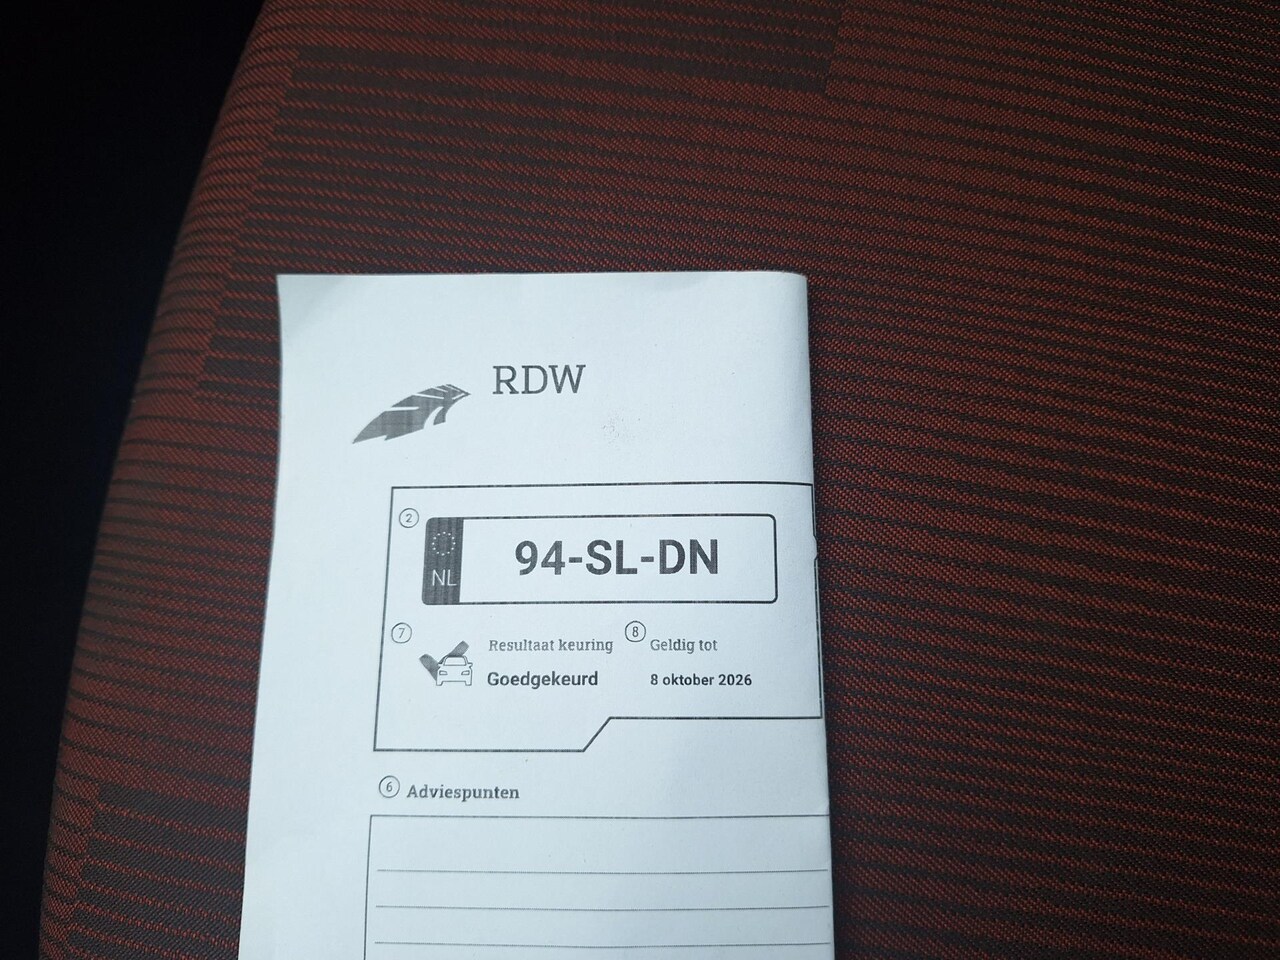 RDW
2
NL
94-SL-DN
7
Resultaat keuring
Goedgekeurd
8
Geldig tot
8 oktober 2026
6
Adviespunten